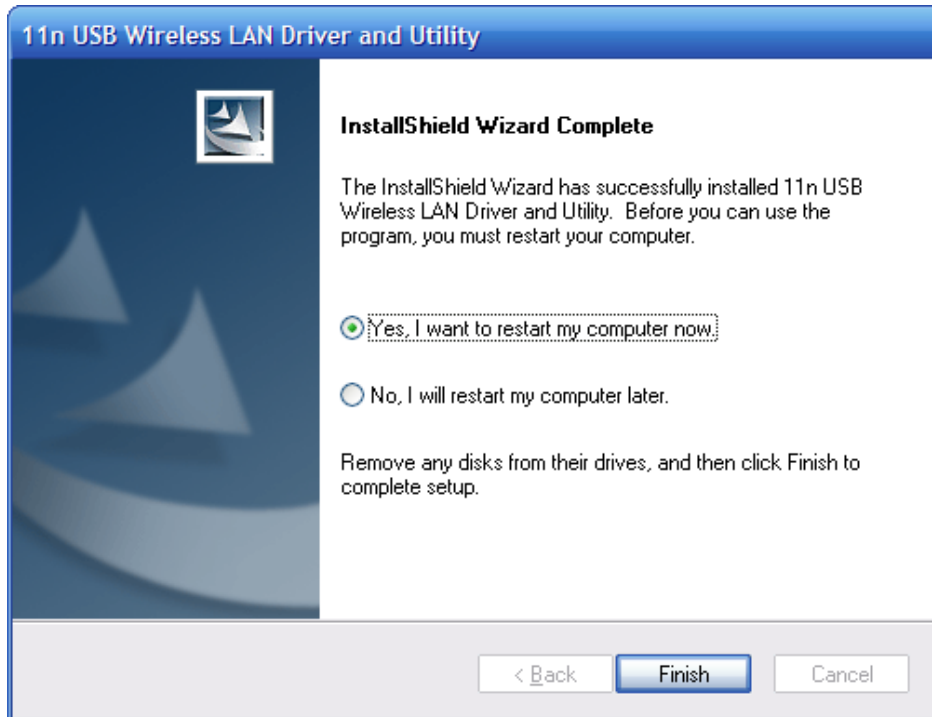 11n USB Wireless LAN Driver and Utility
InstallShield Wizard Complete
The InstallShield Wizard has successfully installed 11n USB
Wireless LAN Driver and Utility.  Before you can use the
program, you must restart your computer.
Yes, I want to restart my computer now.
No, I will restart my computer later.
Remove any disks from their drives, and then click Finish to
complete setup.
< Back
Finish
Cancel